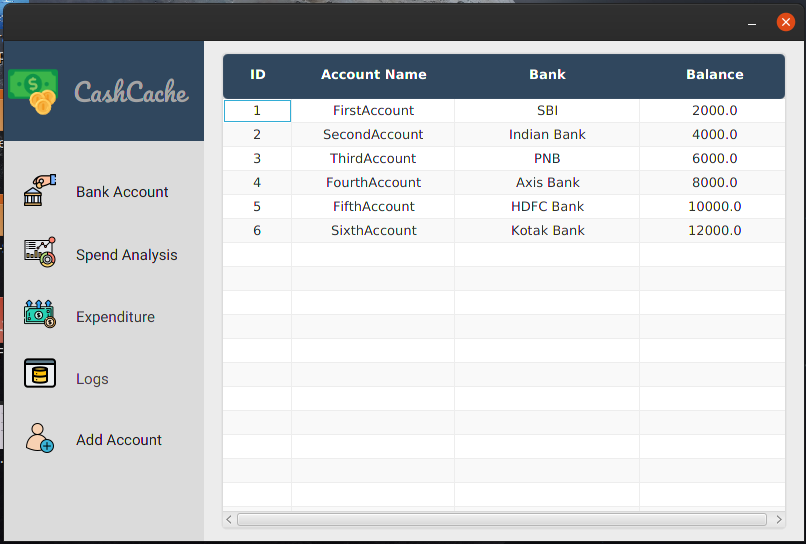 CashCache
Bank Account
Spend Analysis
Expenditure
Logs
Add Account
ID Account Name Bank Balance
1 FirstAccount SBI 2000.0
2 SecondAccount Indian Bank 4000.0
3 ThirdAccount PNB 6000.0
4 FourthAccount Axis Bank 8000.0
5 FifthAccount HDFC Bank 10000.0
6 SixthAccount Kotak Bank 12000.0